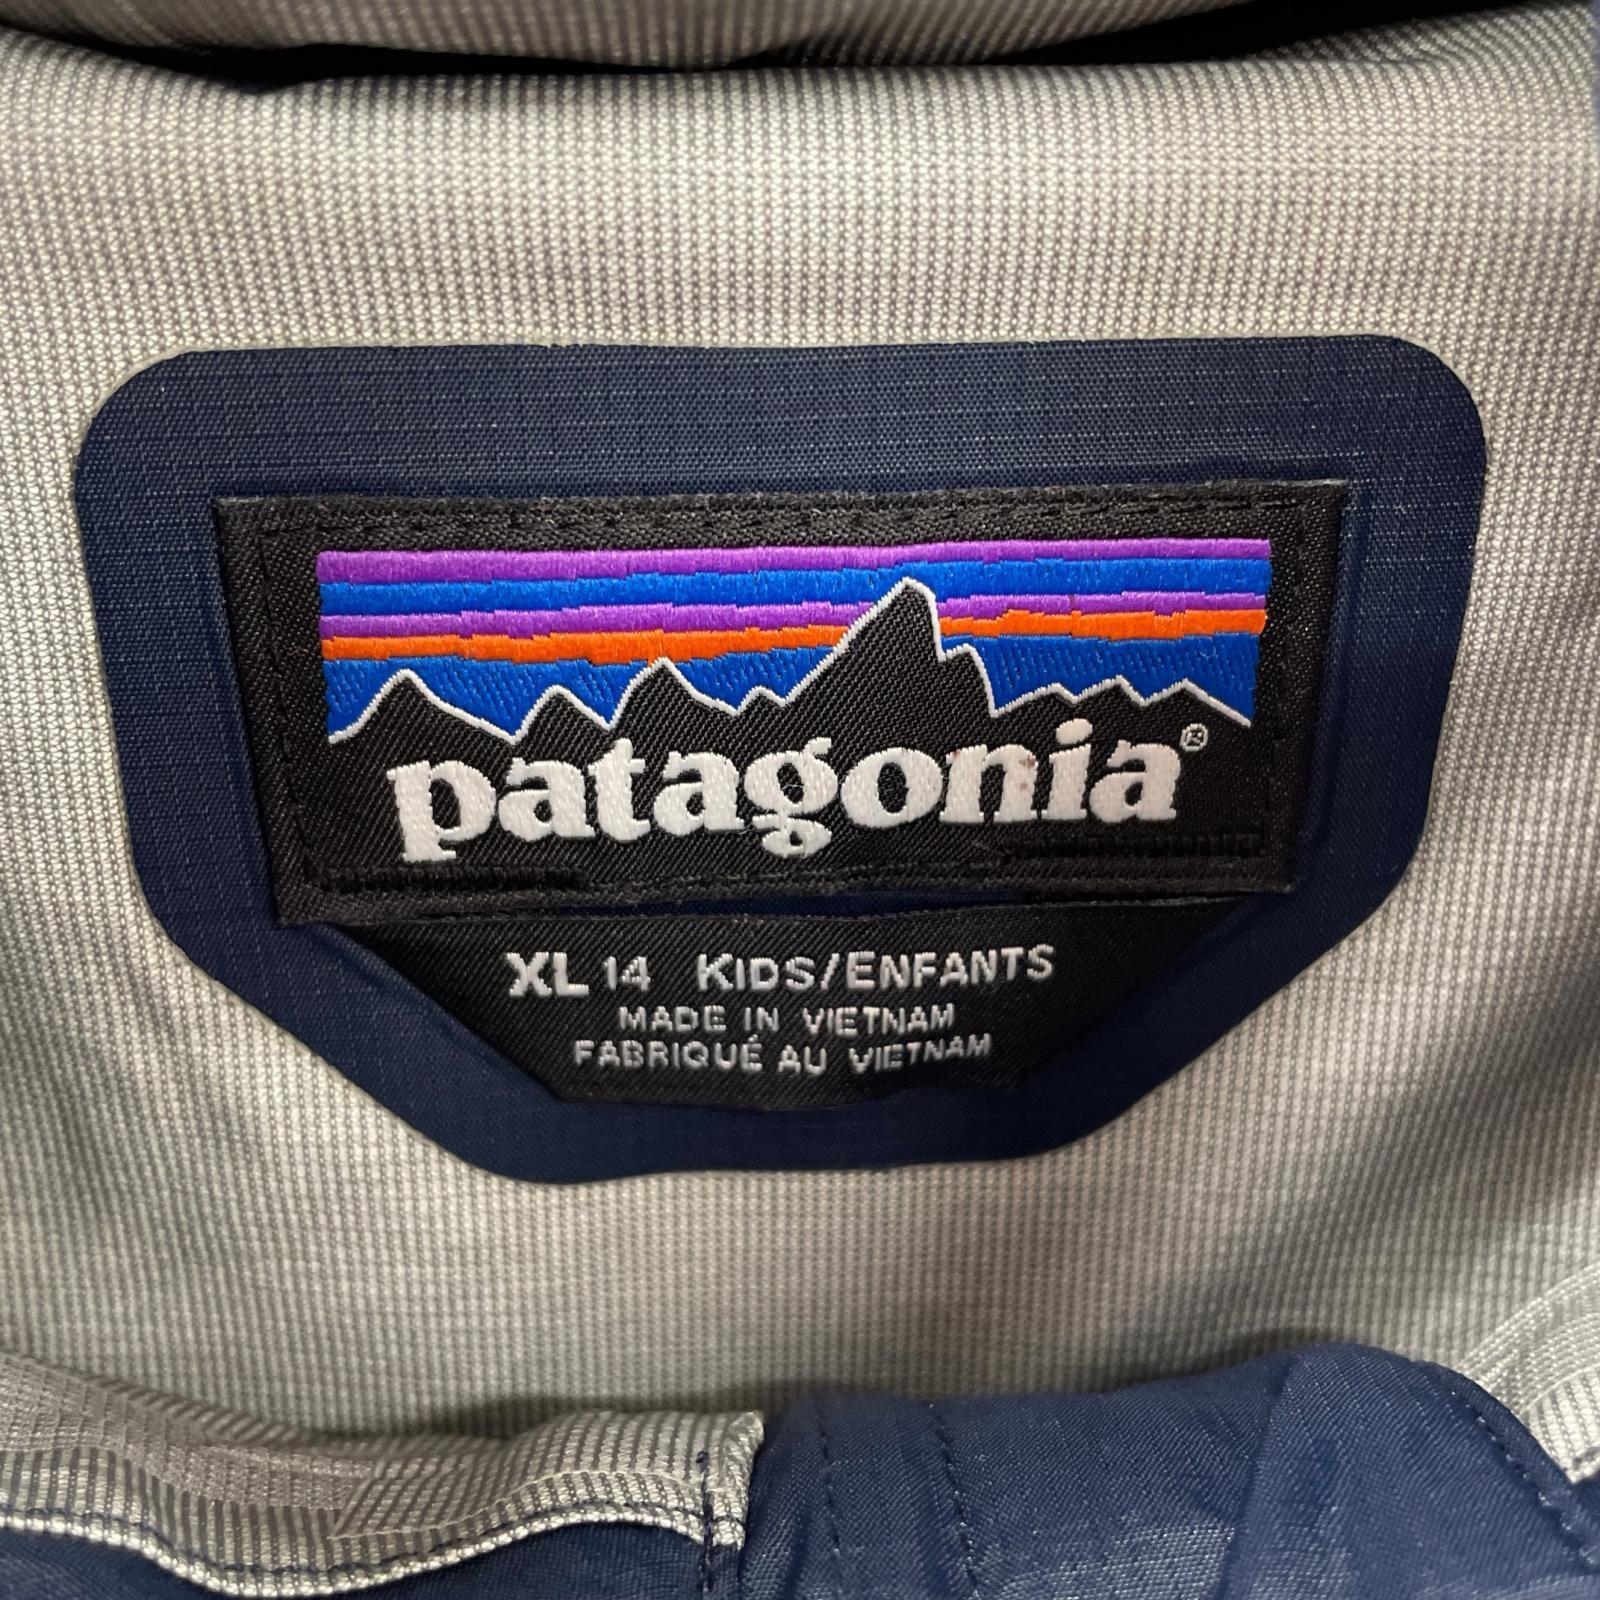 patagonia®
XL 14 KIDS/ENFANTS
MADE IN VIETNAM
FABRIQUÉ AU VIETNAM